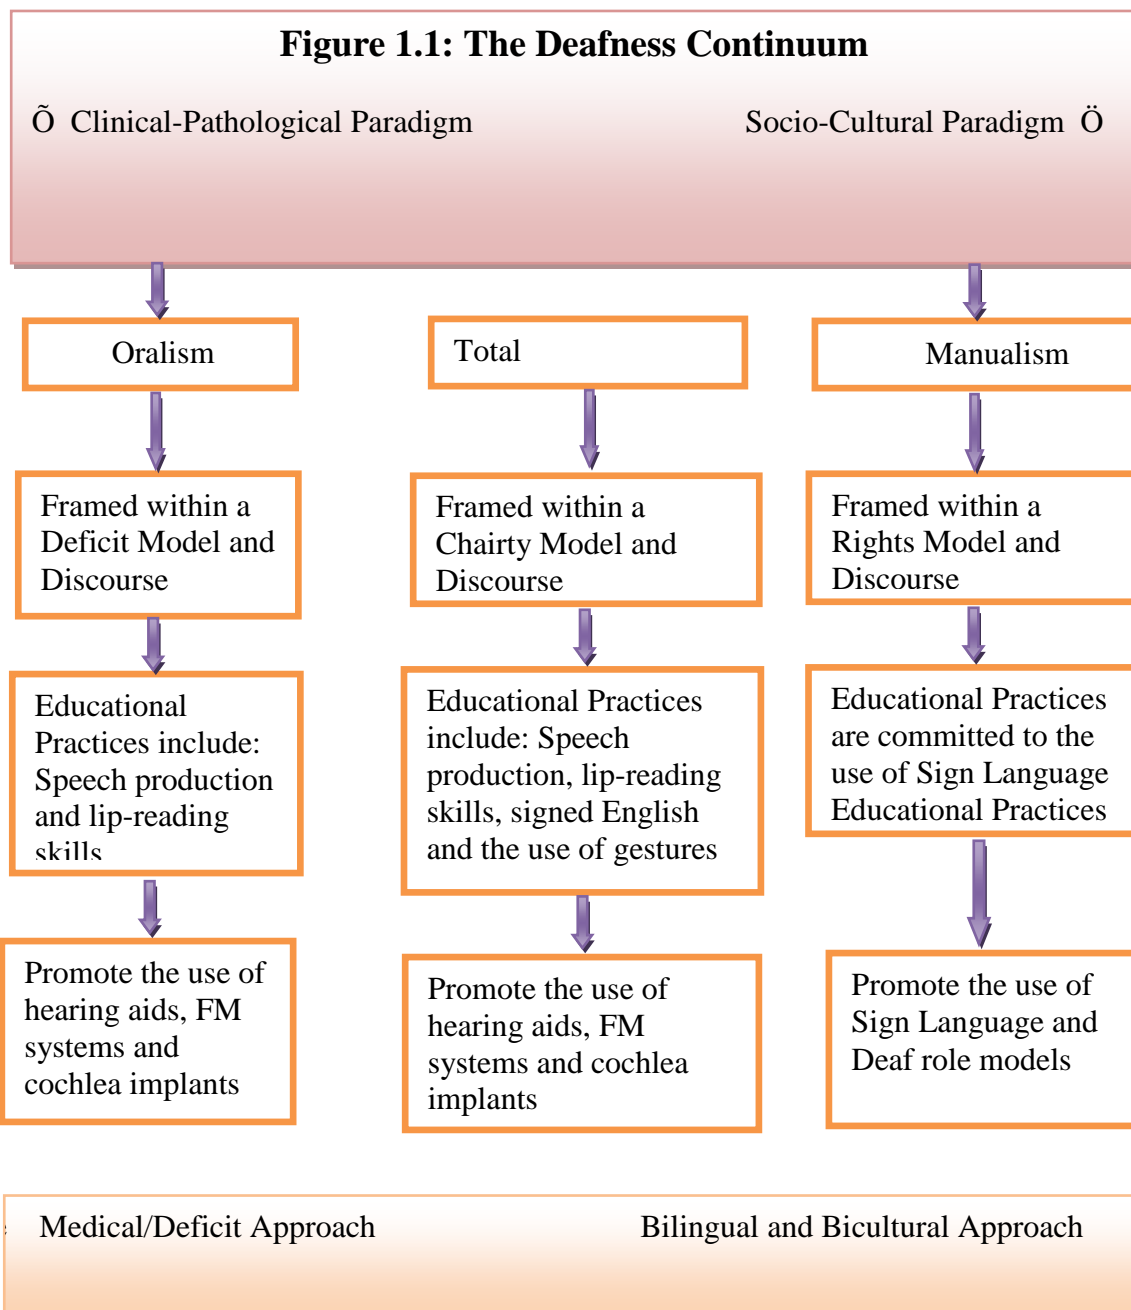 Figure 1.1: The Deafness Continuum
Õ Clinical-Pathological Paradigm
Socio-Cultural Paradigm Ö
Oralism
Total
Manualism
Framed within a
Deficit Model and
Discourse
Framed within a
Chairty Model and
Discourse
Framed within a
Rights Model and
Discourse
Educational
Practices include:
Speech production
and lip-reading
skills
Educational Practices
include: Speech
production, lip-reading
skills, signed English
and the use of gestures
Educational Practices
are committed to the
use of Sign Language
Educational Practices
Promote the use of
hearing aids, FM
systems and
cochlea implants
Promote the use of
hearing aids, FM
systems and cochlea
implants
Promote the use of
Sign Language and
Deaf role models
Medical/Deficit Approach
Bilingual and Bicultural Approach